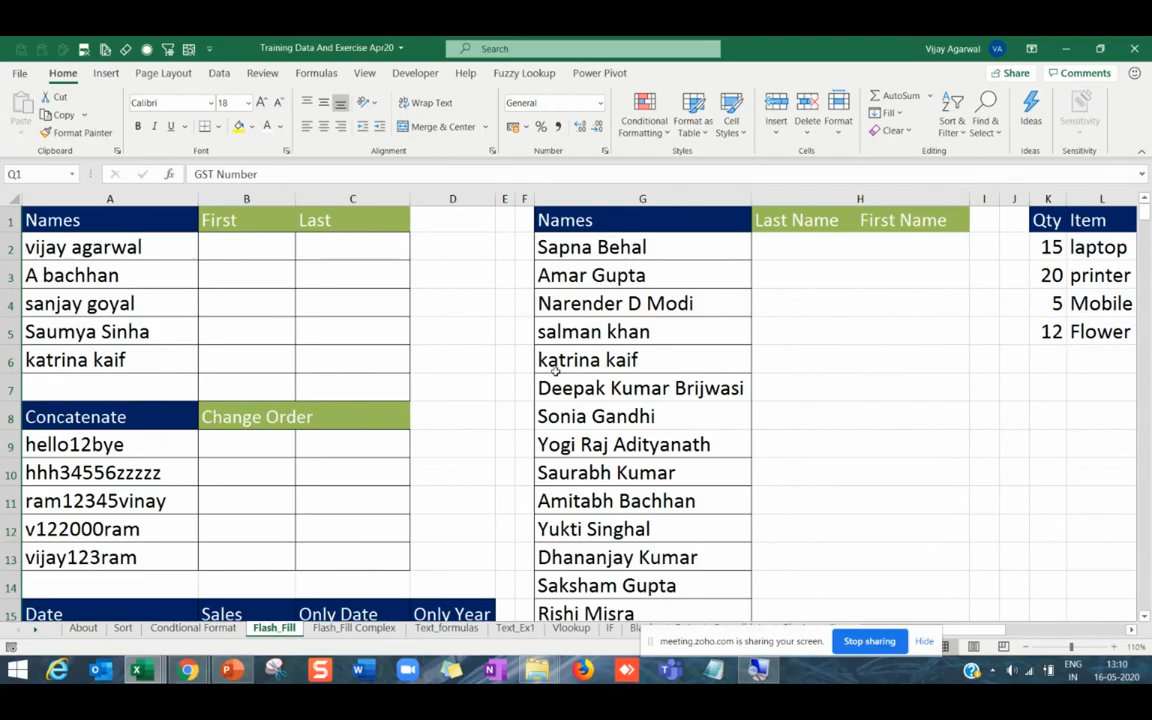 Training Data And Exercise Apr20
Search
Vijay Agarwal VA
File Home Insert Page Layout Data Review Formulas View Developer Help Fuzzy Lookup Power Pivot Share Comments
Paste Cut Copy Format Painter Clipboard
Calibri 18 A A B I U A Font
Wrap Text Merge & Center Alignment
General % , Number
Conditional Formatting Format as Table Cell Styles Styles
Insert Delete Format Cells
AutoSum Fill Clear Sort & Filter Find & Select Editing
Ideas Ideas
Sensitivity Sensitivity
Q1 fx GST Number
A B C D E F G H I J K L
1 Names First Last Names Last Name First Name Qty Item
2 vijay agarwal Sapna Behal 15 laptop
3 A bachhan Amar Gupta 20 printer
4 sanjay goyal Narender D Modi 5 Mobile
5 Saumya Sinha salman khan 12 Flower
6 katrina kaif katrina kaif
7 Deepak Kumar Brijwasi
8 Concatenate Change Order Sonia Gandhi
9 hello12bye Yogi Raj Adityanath
10 hhh34556zzzzz Saurabh Kumar
11 ram12345vinay Amitabh Bachhan
12 v122000ram Yukti Singhal
13 vijay123ram Dhananjay Kumar
14 Saksham Gupta
15 Date Sales Only Date Only Year Rishi Misra
About Sort Condtional Format Flash_Fill Flash_Fill Complex Text_formulas Text_Ex1 Vlookup IF
meeting.zoho.com is sharing your screen. Stop sharing Hide
110%
ENG
IN
13:10
16-05-2020